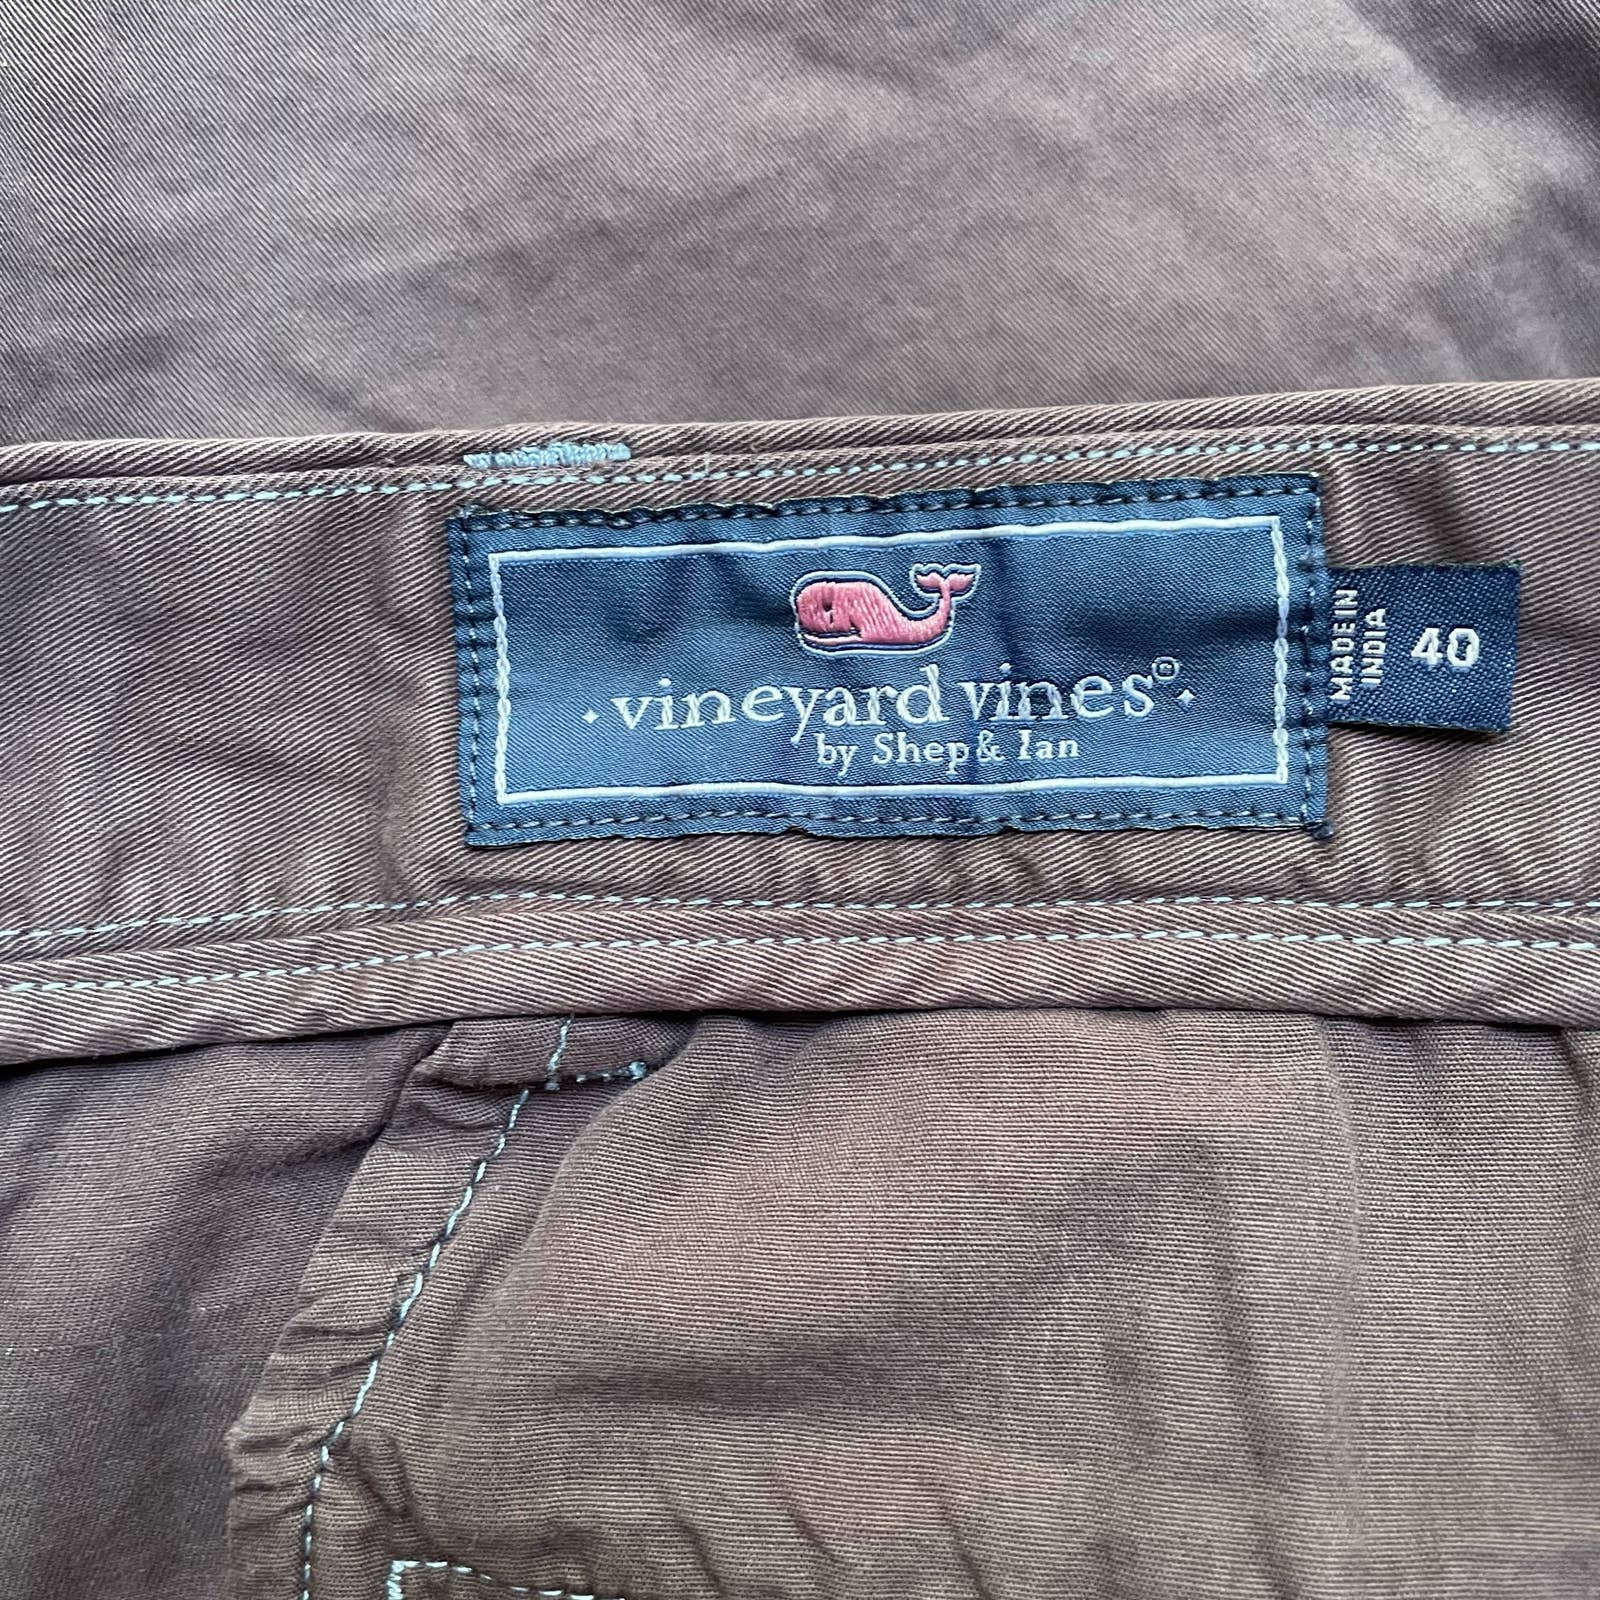 vineyard vines®
by Shep & Ian
MADE IN
INDIA
40